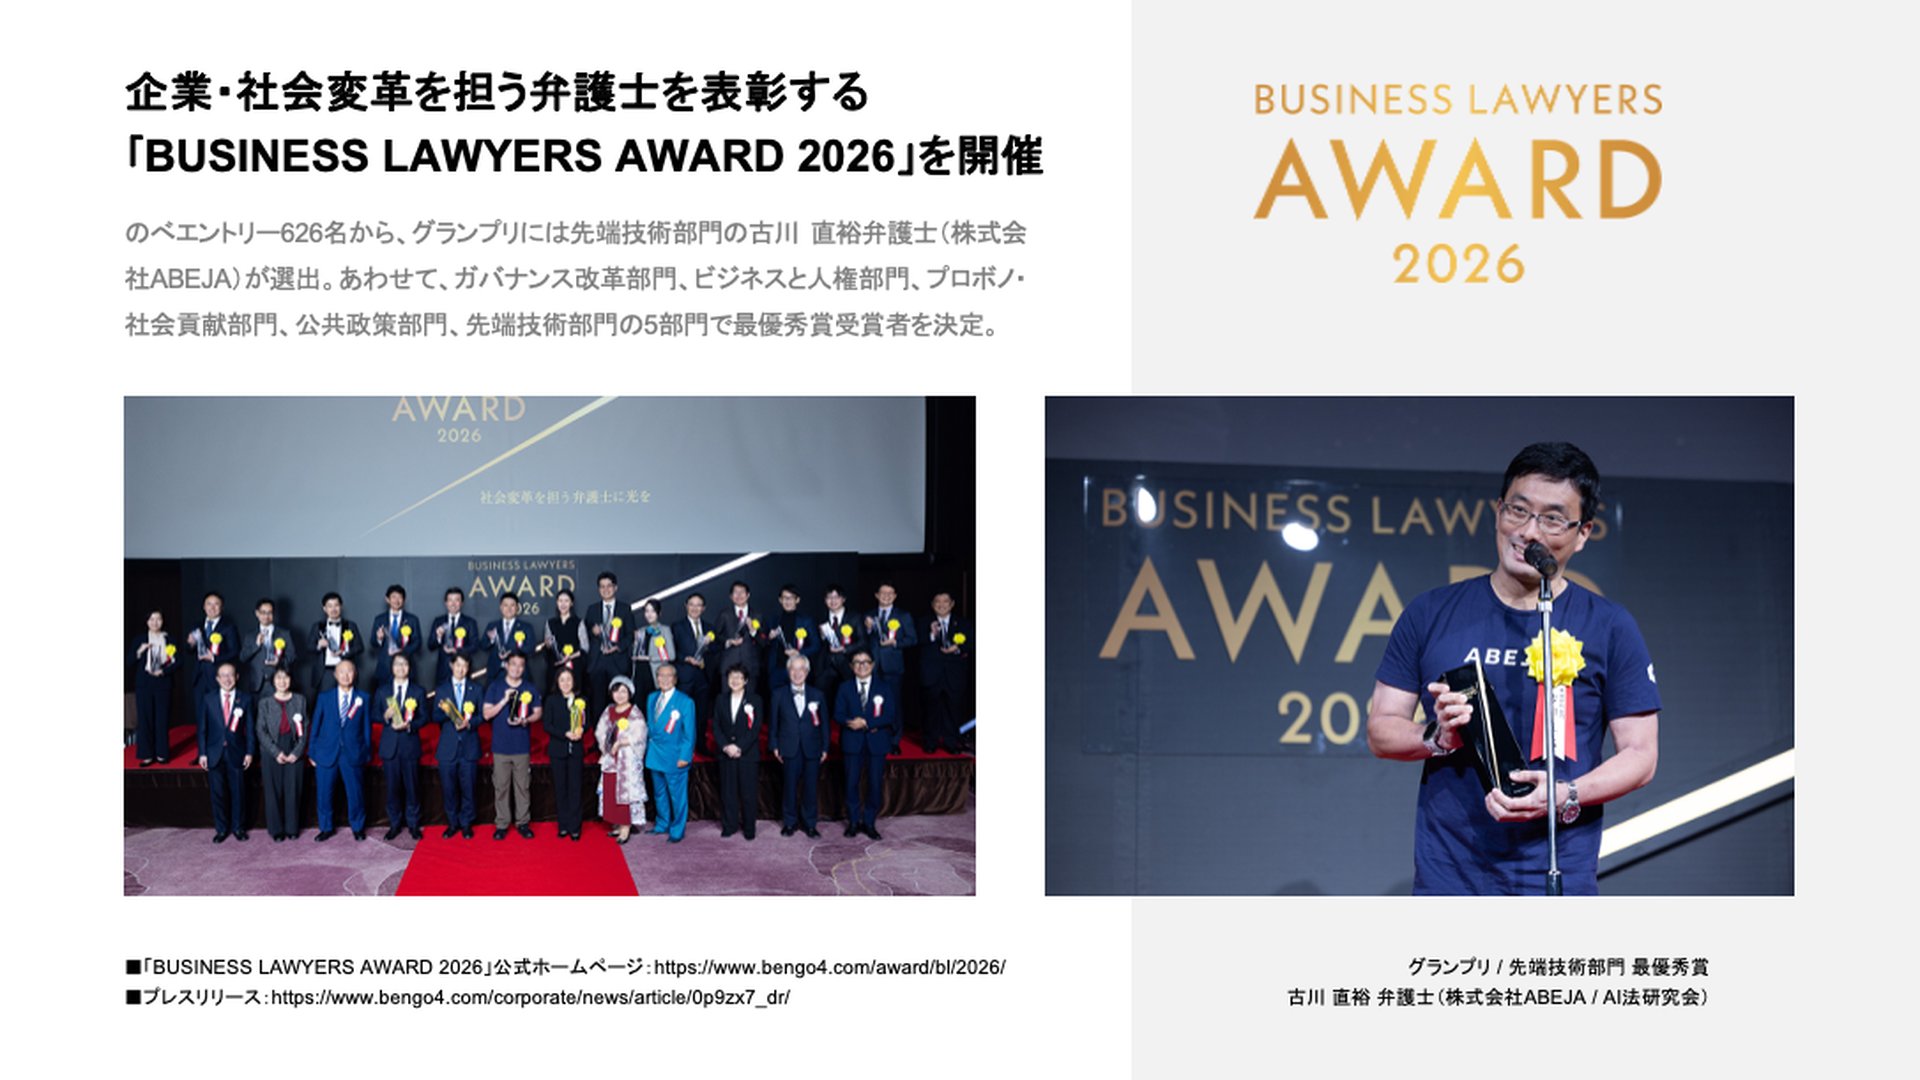 企業・社会変革を担う弁護士を表彰する
「BUSINESS LAWYERS AWARD 2026」を開催
のべエントリー626名から、グランプリには先端技術部門の古川 直裕弁護士（株式会
社ABEJA）が選出。あわせて、ガバナンス改革部門、ビジネスと人権部門、プロボノ・
社会貢献部門、公共政策部門、先端技術部門の5部門で最優秀賞受賞者を決定。
BUSINESS LAWYERS
AWARD
2026
AWARD
2026
社会変革を担う弁護士に光を
BUSINESS LAWYERS
AWARD
026
BUSINESS LAWY
AWA
20
ABE
■「BUSINESS LAWYERS AWARD 2026」公式ホームページ：https://www.bengo4.com/award/bl/2026/
■プレスリリース：https://www.bengo4.com/corporate/news/article/0p9zx7_dr/
グランプリ / 先端技術部門 最優秀賞
古川 直裕 弁護士（株式会社ABEJA / AI法研究会）